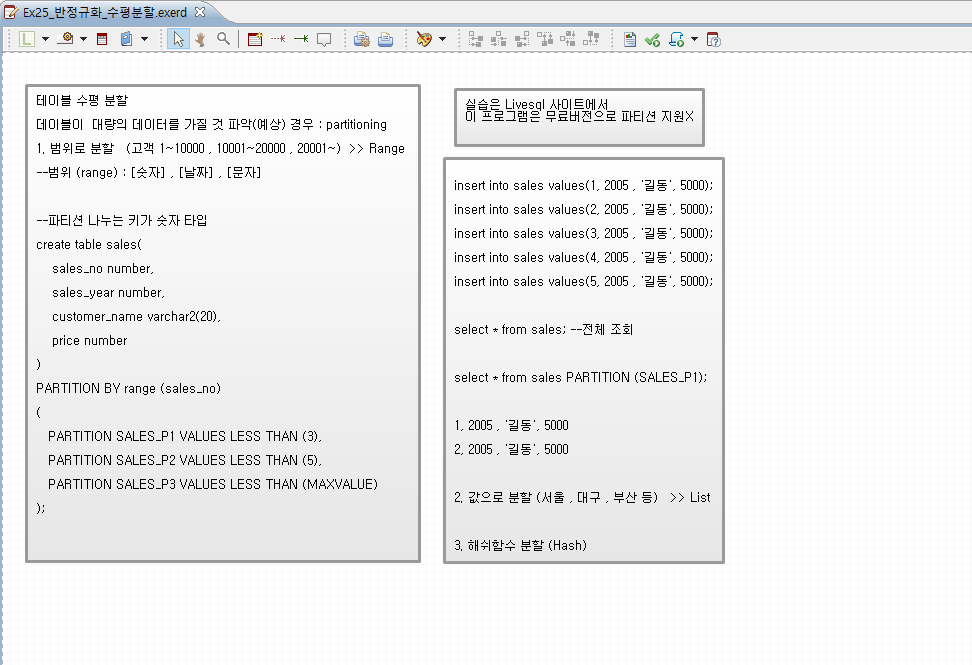 Ex25_반정규화_수평분할.exerd
테이블 수평 분할
테이블이  대량의 데이터를 가질 것 파악(예상) 경우 : partitioning
1. 범위로 분할   (고객 1~10000 , 10001~20000 , 20001~)  >> Range
--범위 (range) : [숫자] , [날짜] , [문자]
--파티션 나누는 키가 숫자 타입
create table sales(
sales_no number,
sales_year number,
customer_name varchar2(20),
price number
)
PARTITION BY range (sales_no)
(
PARTITION SALES_P1 VALUES LESS THAN (3),
PARTITION SALES_P2 VALUES LESS THAN (5),
PARTITION SALES_P3 VALUES LESS THAN (MAXVALUE)
);
실습은 Livesql 사이트에서
이 프로그램은 무료버전으로 파티션 지원X
insert into sales values(1, 2005 , '길동', 5000);
insert into sales values(2, 2005 , '길동', 5000);
insert into sales values(3, 2005 , '길동', 5000);
insert into sales values(4, 2005 , '길동', 5000);
insert into sales values(5, 2005 , '길동', 5000);
select * from sales; --전체 조회
select * from sales PARTITION (SALES_P1);
1, 2005 , '길동', 5000
2, 2005 , '길동', 5000
2. 값으로 분할 (서울 , 대구 , 부산 등)   >> List
3. 해쉬함수 분할 (Hash)